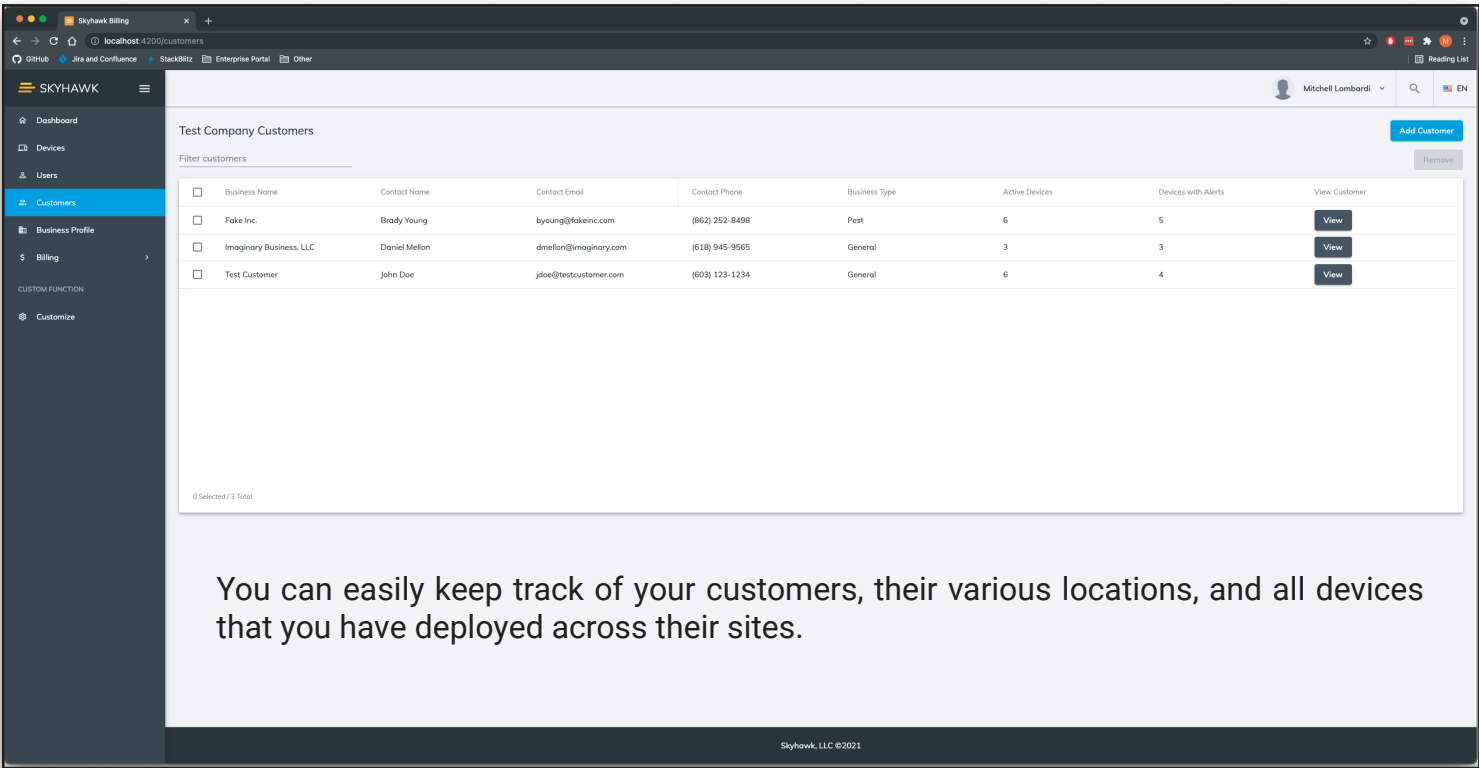 Skyhawk Billing
localhost:4200/customers
GitHub Jira and Confluence StackBlitz Enterprise Portal Other Reading List
SKYHAWK Mitchell Lombardi EN
Dashboard
Devices
Users
Customers
Business Profile
Billing
CUSTOM FUNCTION
Customize
Test Company Customers Add Customer
Filter customers Remove
Business Name Contact Name Contact Email Contact Phone Business Type Active Devices Devices with Alerts View Customer
Fake Inc. Brady Young byoung@fakeinc.com (862) 252-8498 Pest 6 5 View
Imaginary Business, LLC Daniel Mellon dmellon@imaginary.com (618) 945-9565 General 3 3 View
Test Customer John Doe jdoe@testcustomer.com (603) 123-1234 General 6 4 View
0 Selected / 3 Total
You can easily keep track of your customers, their various locations, and all devices
that you have deployed across their sites.
Skyhawk, LLC ©2021